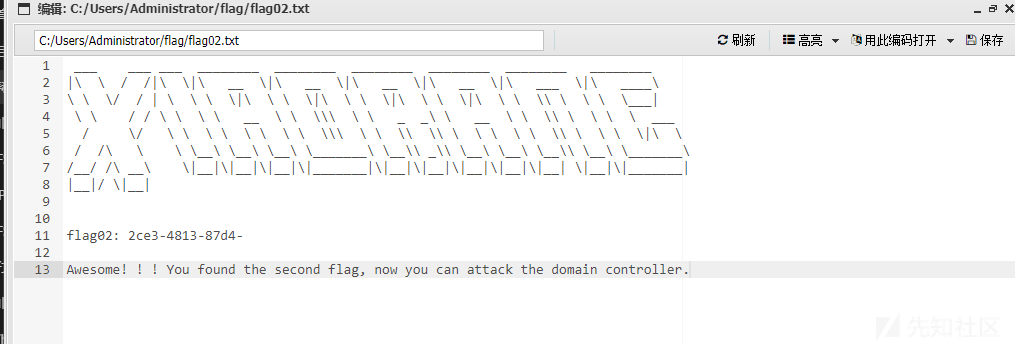 编辑: C:/Users/Administrator/flag/flag02.txt
C:/Users/Administrator/flag/flag02.txt 刷新 高亮 用此编码打开 保存
1
2
3
4
5
6
7
8
9
10
11 flag02: 2ce3-4813-87d4-
12
13 Awesome! ! ! You found the second flag, now you can attack the domain controller.
先知社区